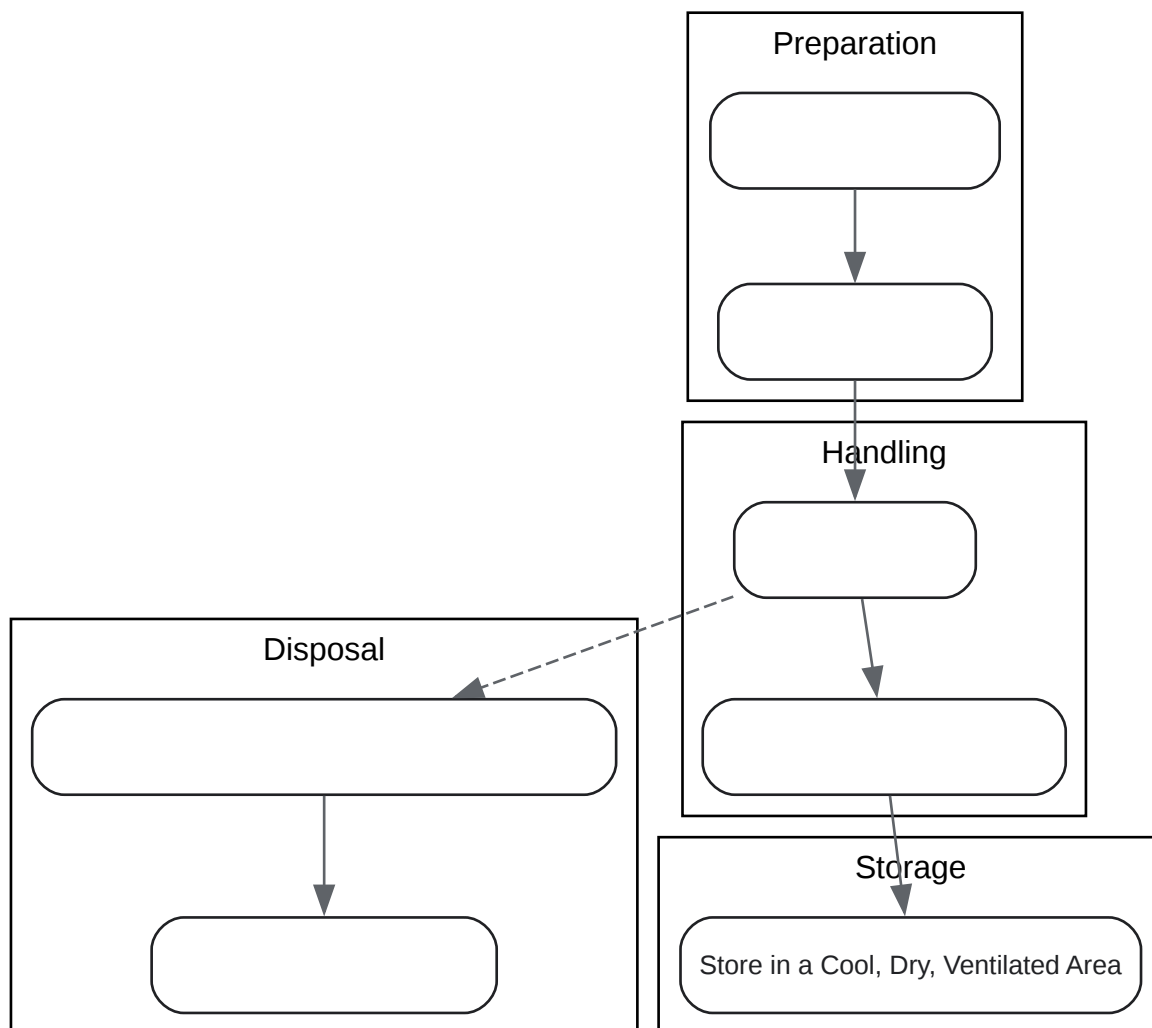 Preparation
Handling
Disposal
Storage
Store in a Cool, Dry, Ventilated Area